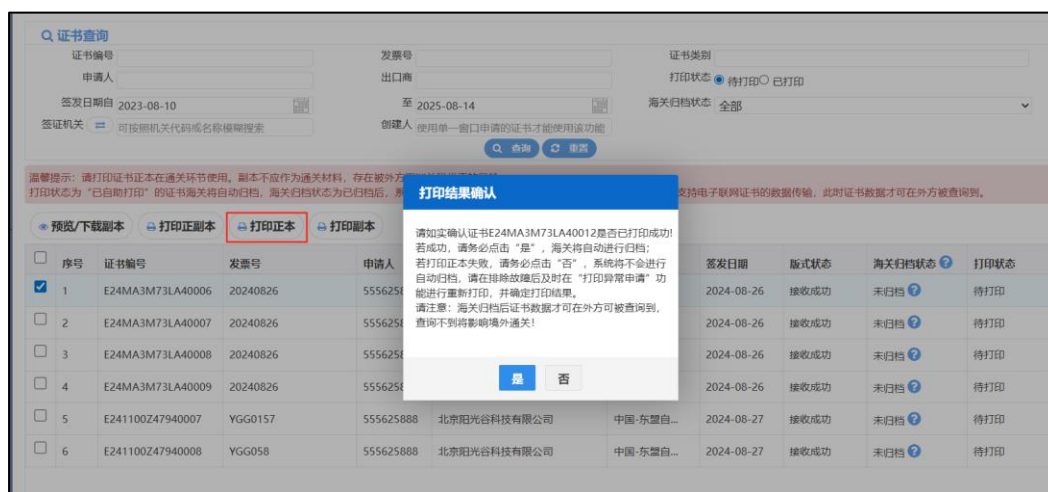 证书查询
证书编号 发票号 证书类别
申请人 出口商 打印状态 待打印 已打印
签发日期自 2023-08-10 至 2025-08-14 海关归档状态 全部
签证机关 可按照机关代码或名称模糊搜索 创建人 使用单一窗口申请的证书才能使用该功能
查询 重置
温馨提示：请打印证书正本在通关环节使用。副本不应作为通关材料，存在被外方
打印状态为“已自助打印”的证书海关将自动归档，海关归档状态为已归档后，系 支持电子联网证书的数据传输，此时证书数据才可在外方被查询到。
预览/下载副本 打印正副本 打印正本 打印副本
打印结果确认
请如实确认证书E24MA3M73LA40012是否已打印成功!
若成功，请务必点击“是”，海关将自动进行归档；
若打印正本失败，请务必点击“否”，系统将不会进行
自动归档，请在排除故障后及时在“打印异常申请”功
能进行重新打印，并确定打印结果。
请注意：海关归档后证书数据才可在外方可被查询到，
查询不到将影响境外通关!
是 否
序号 证书编号 发票号 申请人 签发日期 版式状态 海关归档状态 打印状态
1 E24MA3M73LA40006 20240826 555625 2024-08-26 接收成功 未归档 待打印
2 E24MA3M73LA40007 20240826 555625 2024-08-26 接收成功 未归档 待打印
3 E24MA3M73LA40008 20240826 555625 2024-08-26 接收成功 未归档 待打印
4 E24MA3M73LA40009 20240826 555625 2024-08-26 接收成功 未归档 待打印
5 E241100Z47940007 YGG0157 555625888 北京阳光谷科技有限公司 中国-东盟自... 2024-08-27 接收成功 未归档 待打印
6 E241100Z47940008 YGG058 555625888 北京阳光谷科技有限公司 中国-东盟自... 2024-08-27 接收成功 未归档 待打印